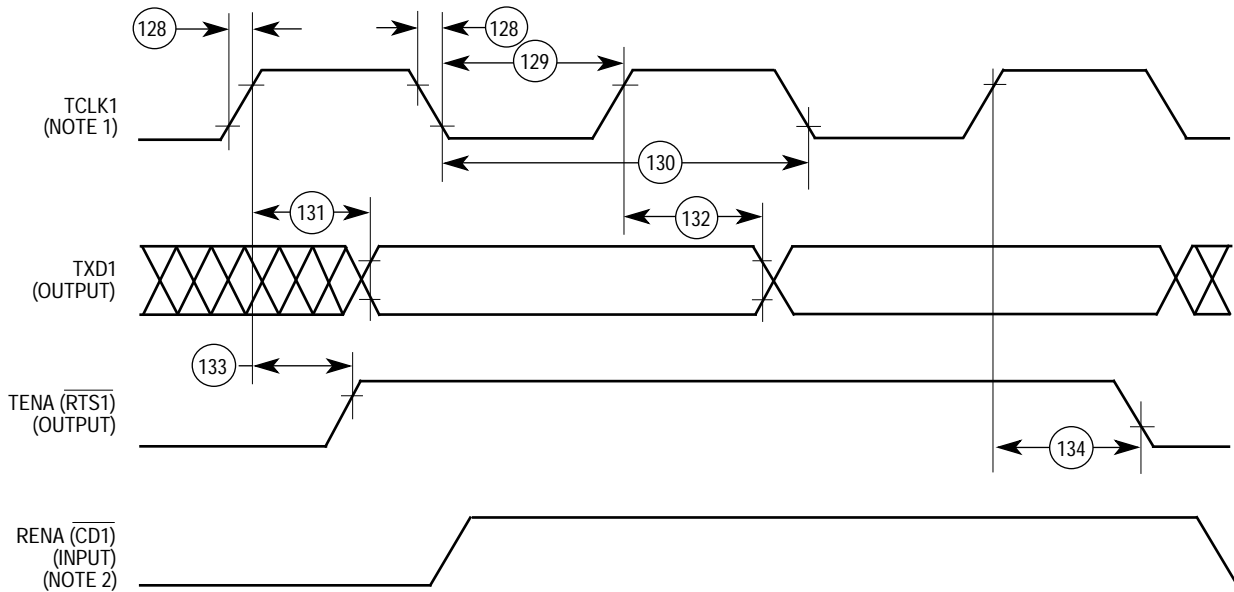 128
128
129
TCLK1
(NOTE 1)
130
131
132
TXD1
(OUTPUT)
133
TENA (RTS1)
(OUTPUT)
134
RENA (CD1)
(INPUT)
(NOTE 2)